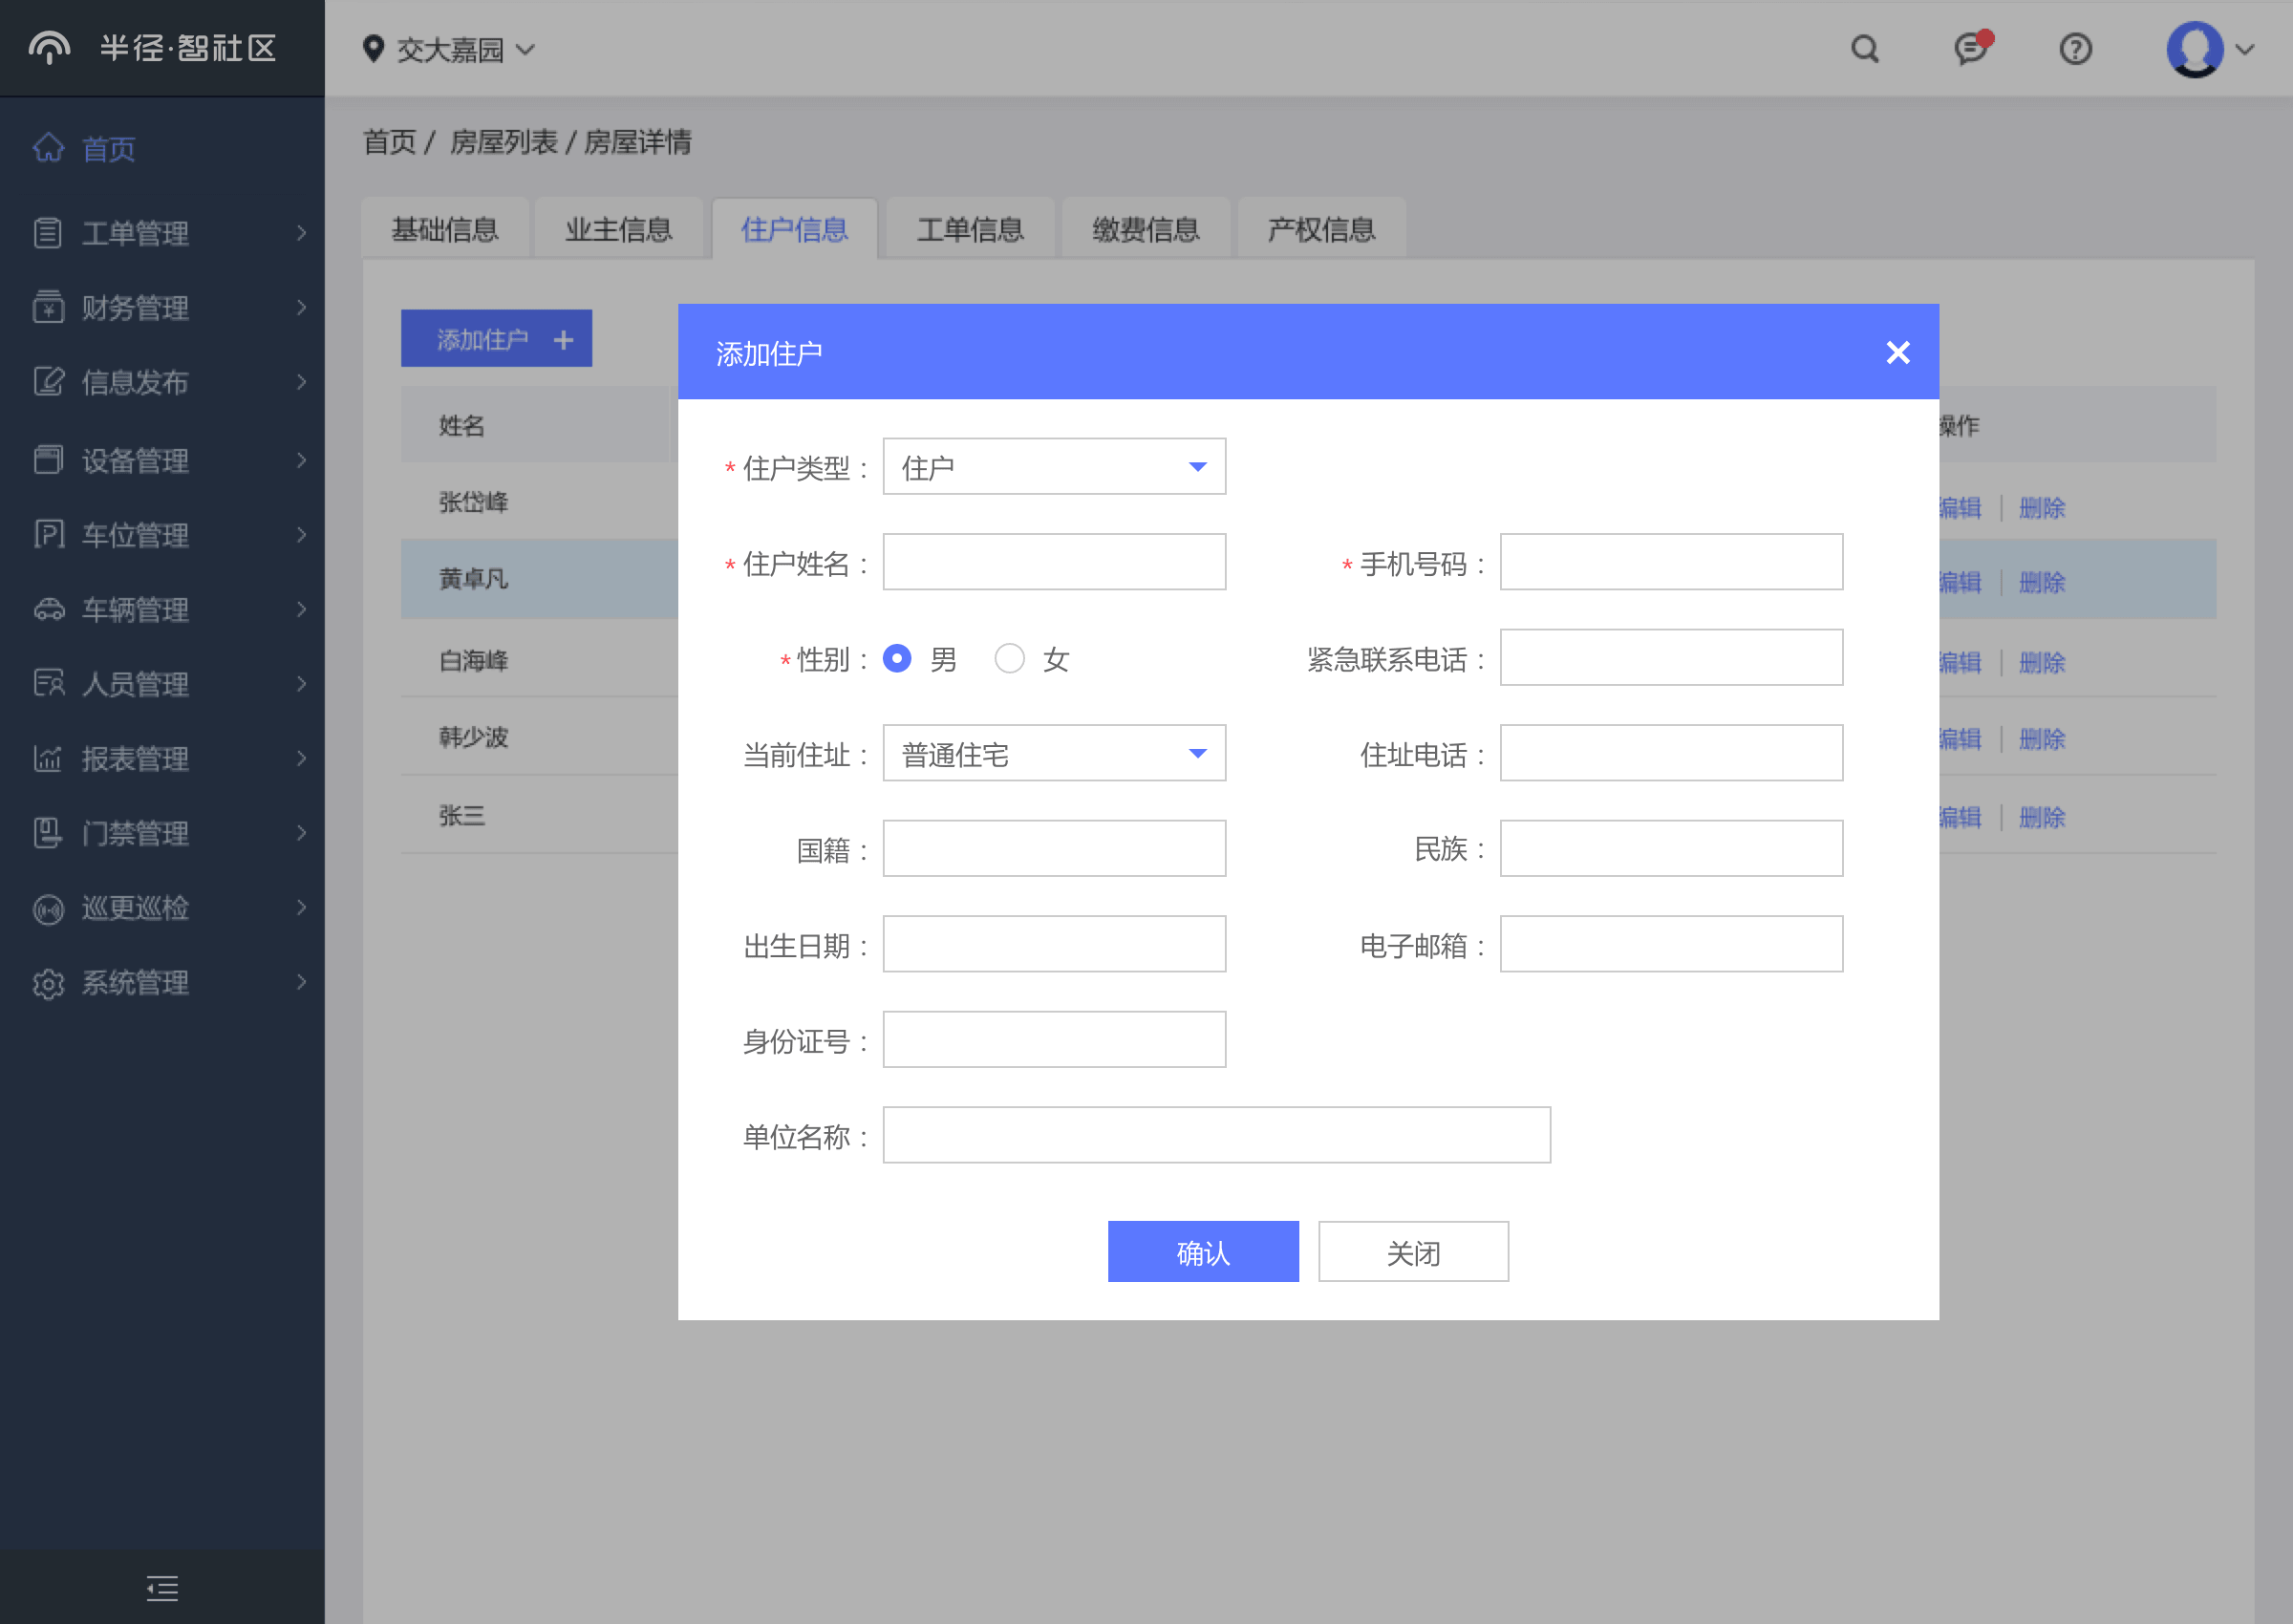 半径·智社区
交大嘉园
首页
工单管理
财务管理
信息发布
设备管理
车位管理
车辆管理
人员管理
报表管理
门禁管理
巡更巡检
系统管理
首页 / 房屋列表 / 房屋详情
基础信息 业主信息 住户信息 工单信息 缴费信息 产权信息
添加住户 +
姓名 操作
张岱峰 编辑 | 删除
黄卓凡 编辑 | 删除
白海峰 编辑 | 删除
韩少波 编辑 | 删除
张三 编辑 | 删除
添加住户
* 住户类型： 住户
* 住户姓名： * 手机号码：
* 性别： 男 女 紧急联系电话：
当前住址： 普通住宅 住址电话：
国籍： 民族：
出生日期： 电子邮箱：
身份证号：
单位名称：
确认 关闭